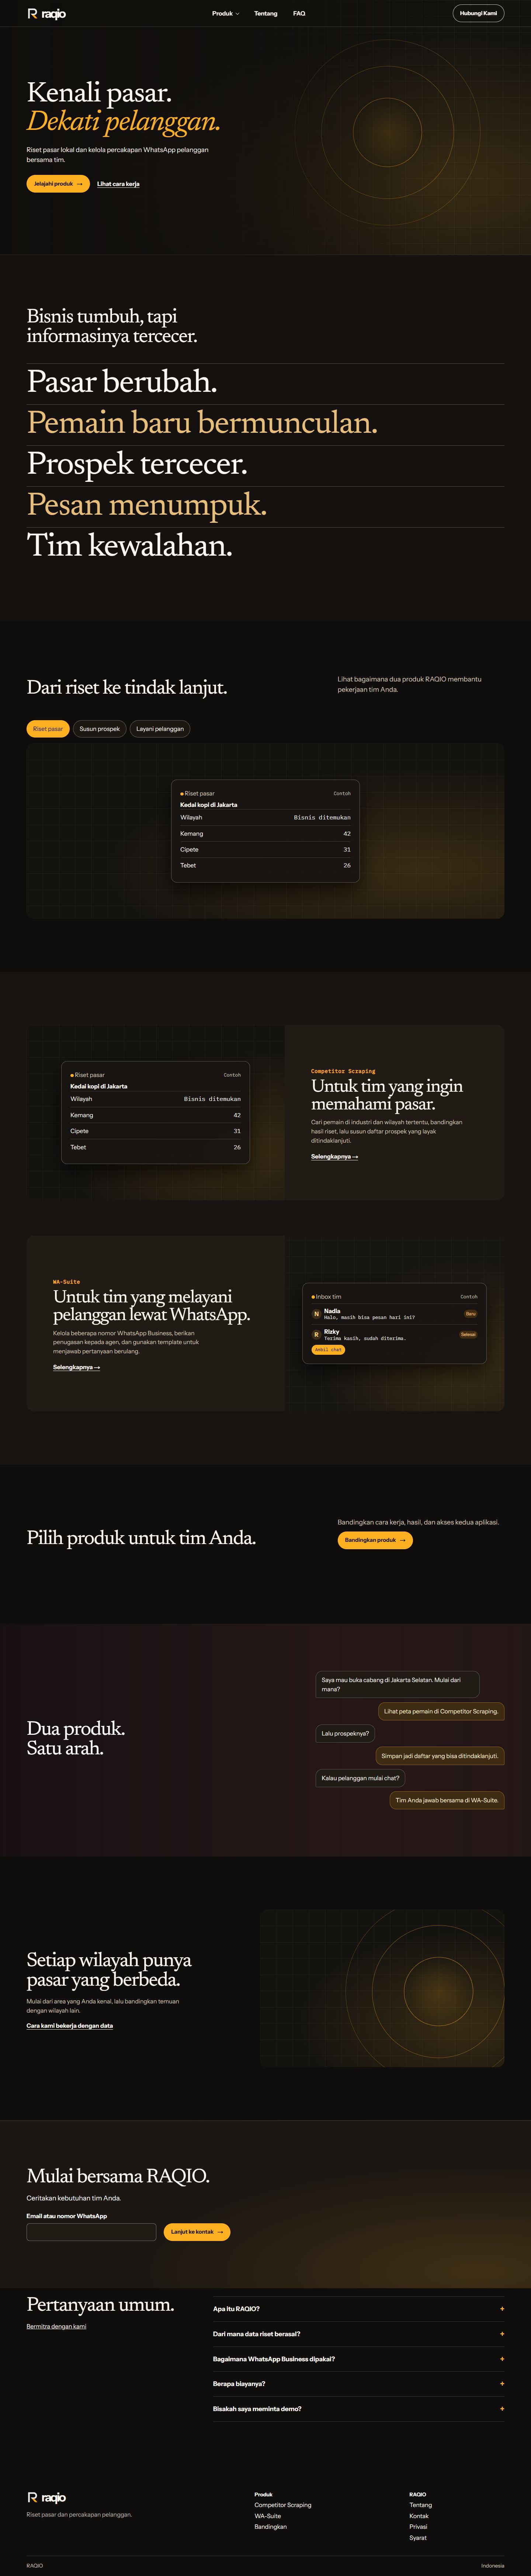 raqio
Produk
Tentang
FAQ
Hubungi Kami
Kenali pasar.
Dekati pelanggan.
Riset pasar lokal dan kelola percakapan WhatsApp pelanggan
bersama tim.
Jelajahi produk →
Lihat cara kerja
Bisnis tumbuh, tapi
informasinya tercecer.
Pasar berubah.
Pemain baru bermunculan.
Prospek tercecer.
Pesan menumpuk.
Tim kewalahan.
Dari riset ke tindak lanjut.
Lihat bagaimana dua produk RAQIO membantu
pekerjaan tim Anda.
Riset pasar
Susun prospek
Layani pelanggan
Riset pasar
Contoh
Kedai kopi di Jakarta
Wilayah Bisnis ditemukan
Kemang 42
Cipete 31
Tebet 26
Riset pasar
Contoh
Kedai kopi di Jakarta
Wilayah Bisnis ditemukan
Kemang 42
Cipete 31
Tebet 26
Competitor Scraping
Untuk tim yang ingin
memahami pasar.
Cari pemain di industri dan wilayah tertentu, bandingkan
hasil riset, lalu susun daftar prospek yang layak
ditindaklanjuti.
Selengkapnya →
WA-Suite
Untuk tim yang melayani
pelanggan lewat WhatsApp.
Kelola beberapa nomor WhatsApp Business, berikan
penugasan kepada agen, dan gunakan template untuk
menjawab pertanyaan berulang.
Selengkapnya →
Inbox tim
Contoh
N
Nadia
Halo, masih bisa pesan hari ini?
Baru
R
Rizky
Terima kasih, sudah diterima.
Selesai
Ambil chat
Pilih produk untuk tim Anda.
Bandingkan cara kerja, hasil, dan akses kedua aplikasi.
Bandingkan produk →
Dua produk.
Satu arah.
Saya mau buka cabang di Jakarta Selatan. Mulai dari
mana?
Lihat peta pemain di Competitor Scraping.
Lalu prospeknya?
Simpan jadi daftar yang bisa ditindaklanjuti.
Kalau pelanggan mulai chat?
Tim Anda jawab bersama di WA-Suite.
Setiap wilayah punya
pasar yang berbeda.
Mulai dari area yang Anda kenal, lalu bandingkan temuan
dengan wilayah lain.
Cara kami bekerja dengan data
Mulai bersama RAQIO.
Ceritakan kebutuhan tim Anda.
Email atau nomor WhatsApp
Lanjut ke kontak →
Pertanyaan umum.
Bermitra dengan kami
Apa itu RAQIO? +
Dari mana data riset berasal? +
Bagaimana WhatsApp Business dipakai? +
Berapa biayanya? +
Bisakah saya meminta demo? +
raqio
Riset pasar dan percakapan pelanggan.
Produk
Competitor Scraping
WA-Suite
Bandingkan
RAQIO
Tentang
Kontak
Privasi
Syarat
RAQIO
Indonesia